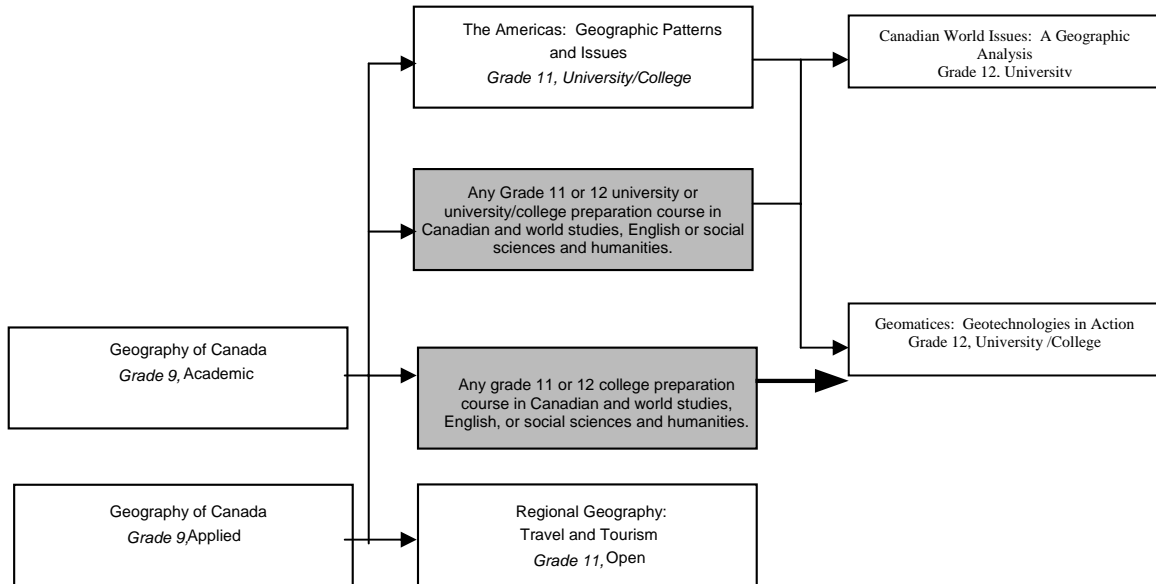 The Americas: Geographic Patterns
and Issues
Grade 11, University/College
Canadian World Issues: A Geographic
Analysis
Grade 12. University
Any Grade 11 or 12 university or
university/college preparation course in
Canadian and world studies, English or social
sciences and humanities.
Geomatices: Geotechnologies in Action
Grade 12, University /College
Geography of Canada
Grade 9, Academic
Any grade 11 or 12 college preparation
course in Canadian and world studies,
English, or social sciences and humanities.
Geography of Canada
Grade 9,Applied
Regional Geography:
Travel and Tourism
Grade 11, Open